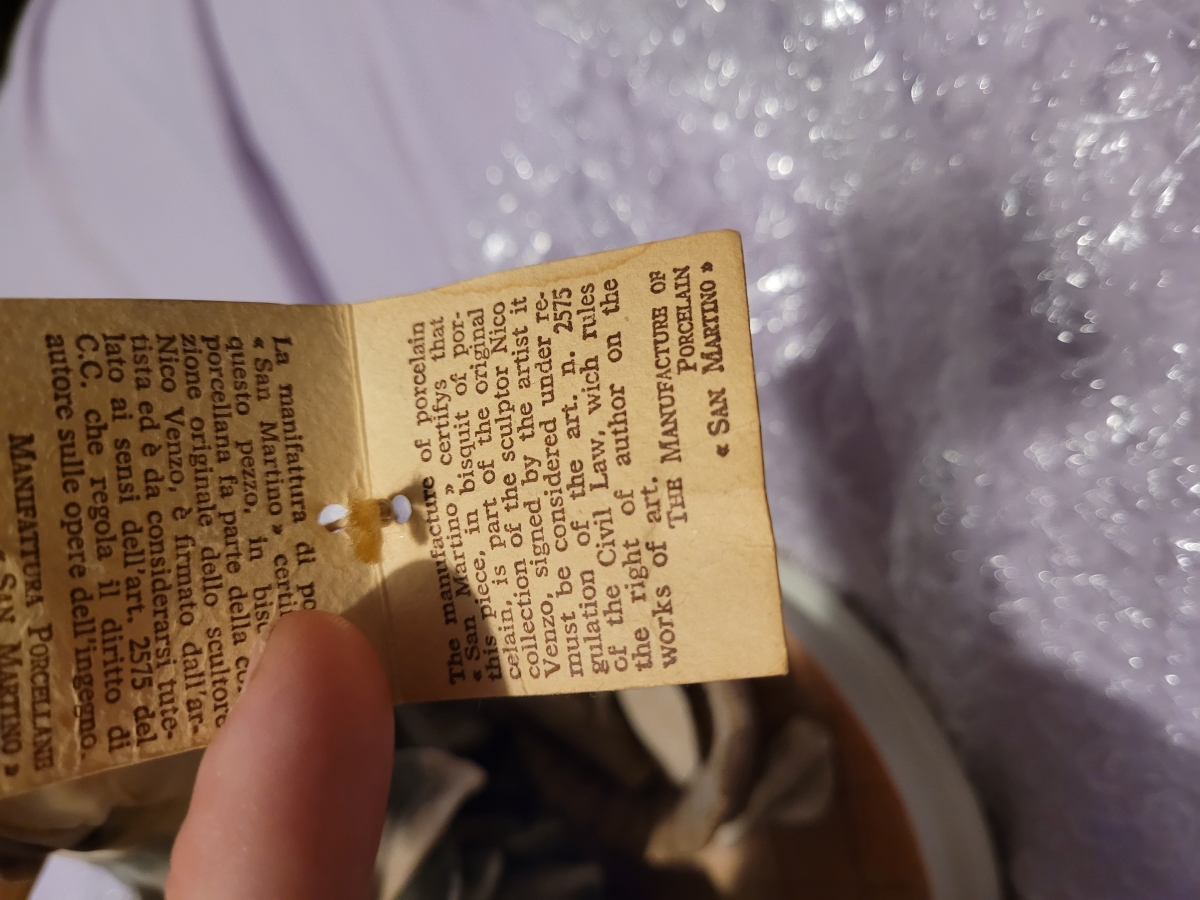 La manifattura di
« San Martino »
questo pezzo, in
porcellana fa parte della
zione originale dello scultore
Nico Venzo, è firmato dall'ar-
tista ed è da considerarsi tute-
lato ai sensi dell'art. 2575 del
C.C. che regola il diritto di
autore sulle opere dell'ingegno.
MANIFATTURA PORCELLANE
SAN MARTINO »
The manufacture of porcelain
« San Martino » certifys that
this piece, in bisquit of por-
celain, is part of the original
collection of the sculptor Nico
Venzo, signed by the artist it
must be considered under re-
gulation of the art. n. 2575
of the Civil Law, wich rules
the right of author on the
works of art.
THE MANUFACTURE OF
PORCELAIN
« SAN MARTINO »